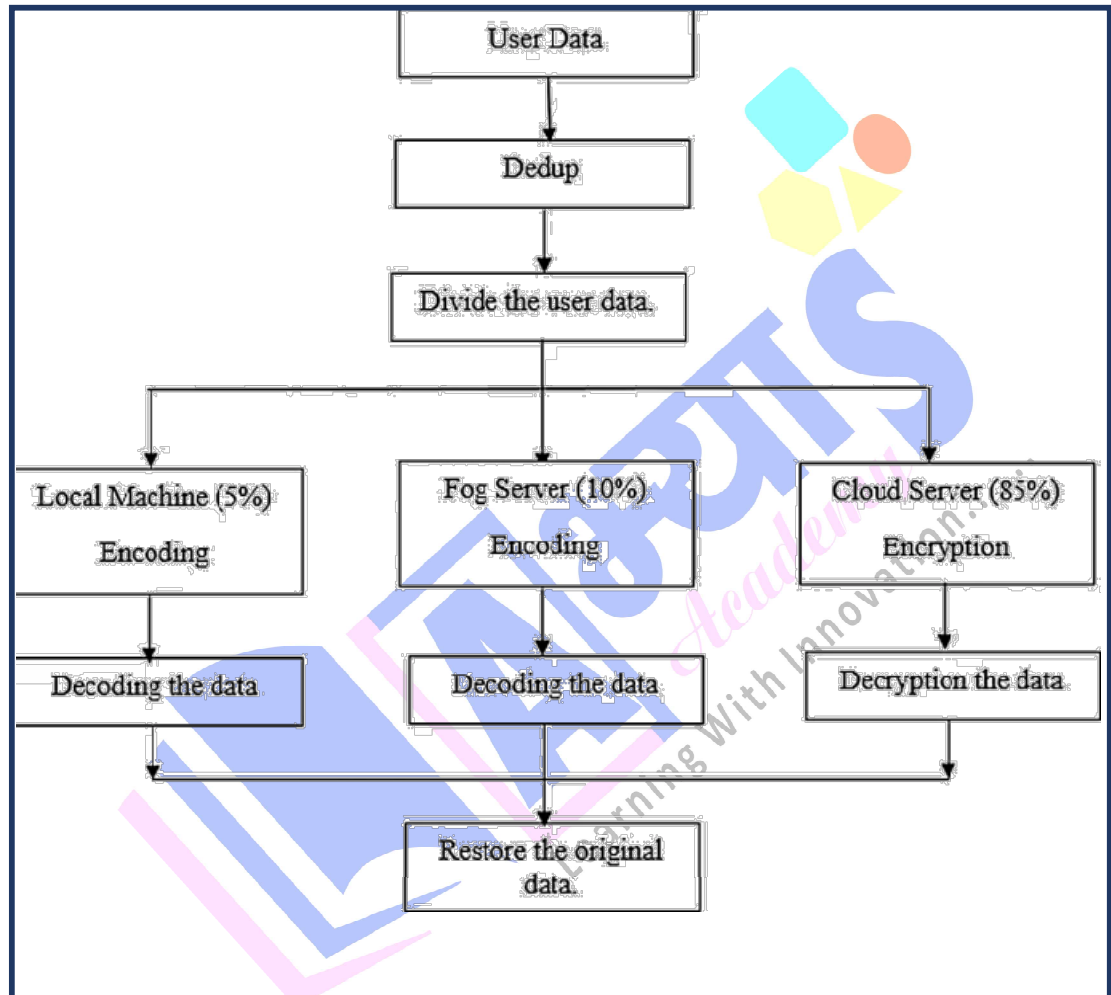 User Data
Dedup
Divide the user data.
Local Machine (5%)
Encoding
Fog Server (10%)
Encoding
Cloud Server (85%)
Encryption
Decoding the data
Decoding the data
Decryption the data
Restore the original
data.
Academy
Learning With Innovation